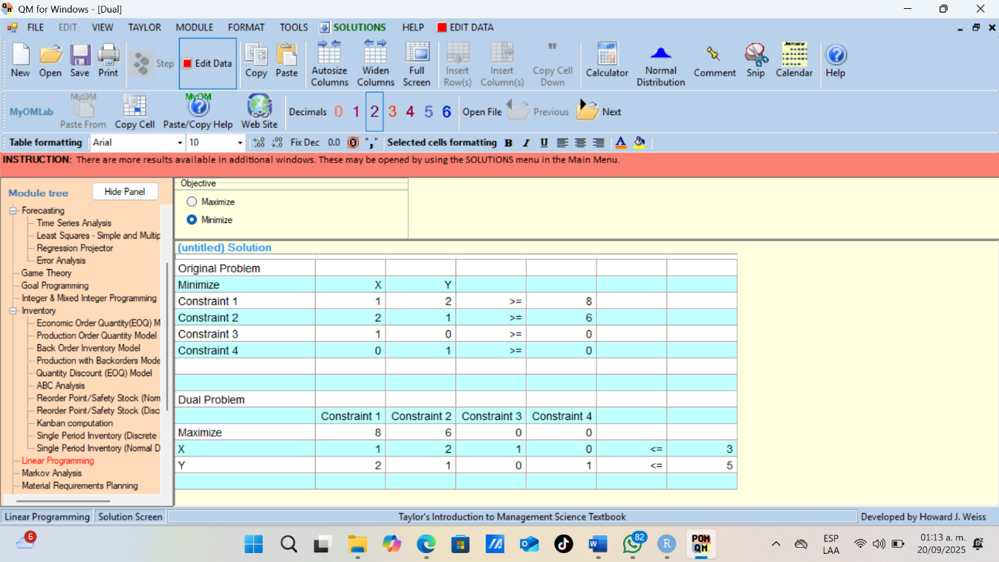 QM for Windows - [Dual]
FILE EDIT VIEW TAYLOR MODULE FORMAT TOOLS SOLUTIONS HELP EDIT DATA
New Open Save Print Step Edit Data Copy Paste Autosize Columns Widen Columns Full Screen Insert Row(s) Insert Column(s) Copy Cell Down Calculator Normal Distribution Comment Snip Calendar Help
January
MyOMLab MyOM Paste From Copy Cell MyOM Paste/Copy Help Web Site Decimals 0 1 2 3 4 5 6 Open File Previous Next
Table formatting Arial 10 Fix Dec 0.0 "," Selected cells formatting B I U A
INSTRUCTION: There are more results available in additional windows. These may be opened by using the SOLUTIONS menu in the Main Menu.
Module tree Hide Panel
Forecasting
Time Series Analysis
Least Squares - Simple and Multip
Regression Projector
Error Analysis
Game Theory
Goal Programming
Integer & Mixed Integer Programming
Inventory
Economic Order Quantity(EOQ) M
Production Order Quantity Model
Back Order Inventory Model
Production with Backorders Mode
Quantity Discount (EOQ) Model
ABC Analysis
Reorder Point/Safety Stock (Nom
Reorder Point/Safety Stock (Disc
Kanban computation
Single Period Inventory (Discrete
Single Period Inventory (Normal D
Linear Programming
Markov Analysis
Material Requirements Planning
Objective
Maximize
Minimize
(untitled) Solution
Original Problem
Minimize X Y
Constraint 1 1 2 >= 8
Constraint 2 2 1 >= 6
Constraint 3 1 0 >= 0
Constraint 4 0 1 >= 0
Dual Problem
Constraint 1 Constraint 2 Constraint 3 Constraint 4
Maximize 8 6 0 0
X 1 2 1 0 <= 3
Y 2 1 0 1 <= 5
Linear Programming Solution Screen Taylor's Introduction to Management Science Textbook Developed by Howard J. Weiss
6 82 POM QM ESP LAA 01:13 a. m. 20/09/2025